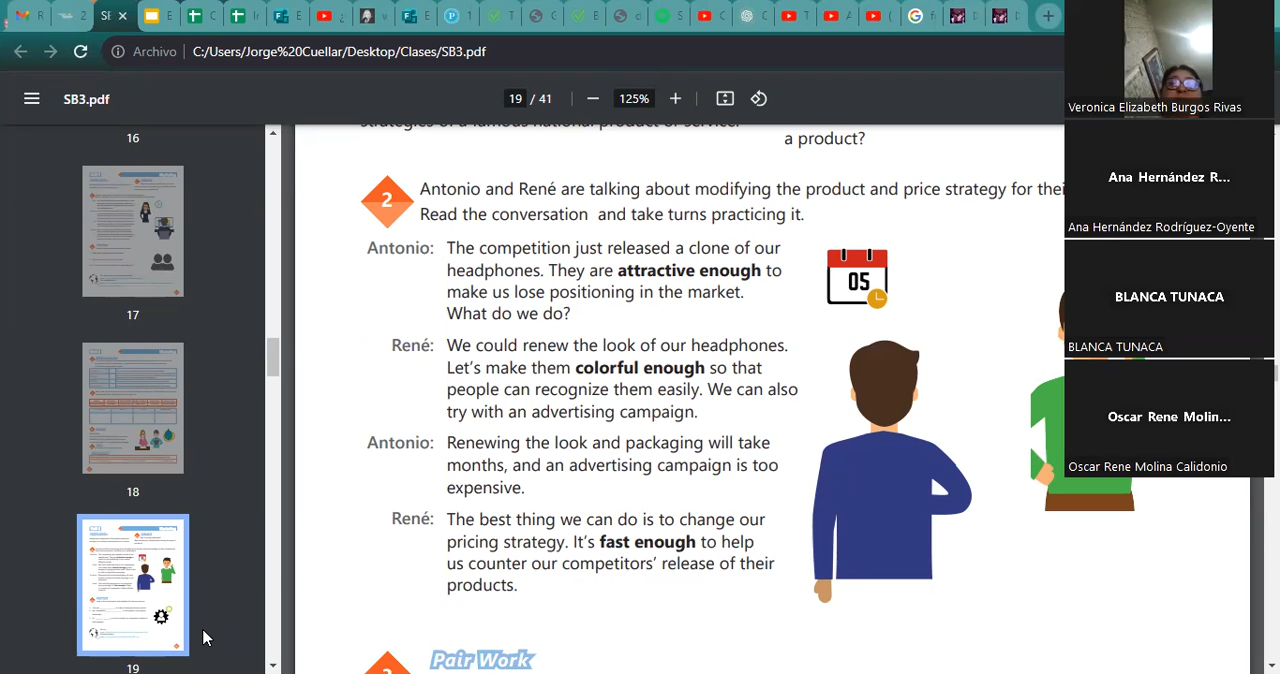 Archivo
C:/Users/Jorge%20Cuellar/Desktop/Clases/SB3.pdf
SB3.pdf
19 / 41
125%
16
17
18
19
a product?
2
Antonio and René are talking about modifying the product and price strategy for
Read the conversation and take turns practicing it.
Antonio: The competition just released a clone of our
headphones. They are attractive enough to
make us lose positioning in the market.
What do we do?
05
René: We could renew the look of our headphones.
Let's make them colorful enough so that
people can recognize them easily. We can also
try with an advertising campaign.
Antonio: Renewing the look and packaging will take
months, and an advertising campaign is too
expensive.
René: The best thing we can do is to change our
pricing strategy. It's fast enough to help
us counter our competitors' release of their
products.
Pair Work
Veronica Elizabeth Burgos Rivas
Ana Hernández R...
Ana Hernández Rodríguez-Oyente
BLANCA TUNACA
BLANCA TUNACA
Oscar Rene Molin...
Oscar Rene Molina Calidonio